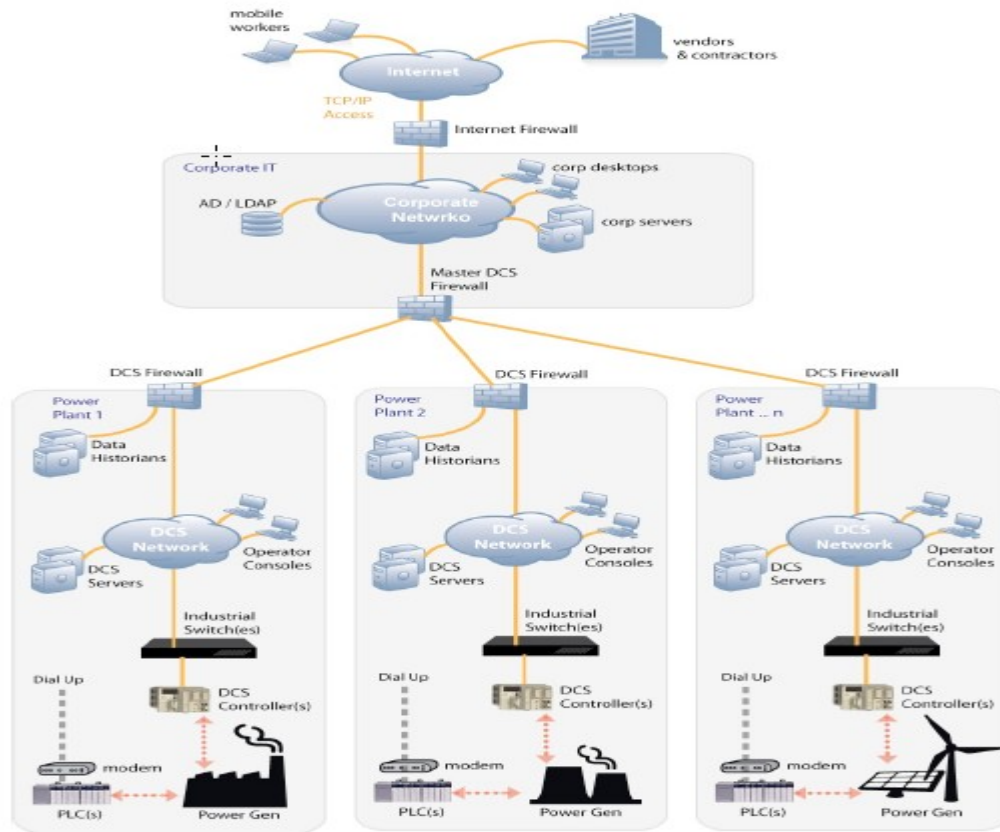 mobile
workers
vendors
& contractors
Internet
TCP/IP
Access
Internet Firewall
Corporate IT
corp desktops
AD / LDAP
Corporate
Netwrko
corp servers
Master DCS
Firewall
DCS Firewall
DCS Firewall
DCS Firewall
Power
Plant 1
Data
Historians
DCS
Network
Operator
Consoles
DCS
Servers
Industrial
Switch(es)
Dial Up
DCS
Controller(s)
modem
PLC(s)
Power Gen
Power
Plant 2
Data
Historians
DCS
Network
Operator
Consoles
DCS
Servers
Industrial
Switch(es)
Dial Up
DCS
Controller(s)
modem
PLC(s)
Power Gen
Power
Plant .. n
Data
Historians
DCS
Network
Operator
Consoles
DCS
Servers
Industrial
Switch(es)
Dial Up
DCS
Controller(s)
modem
PLC(s)
Power Gen